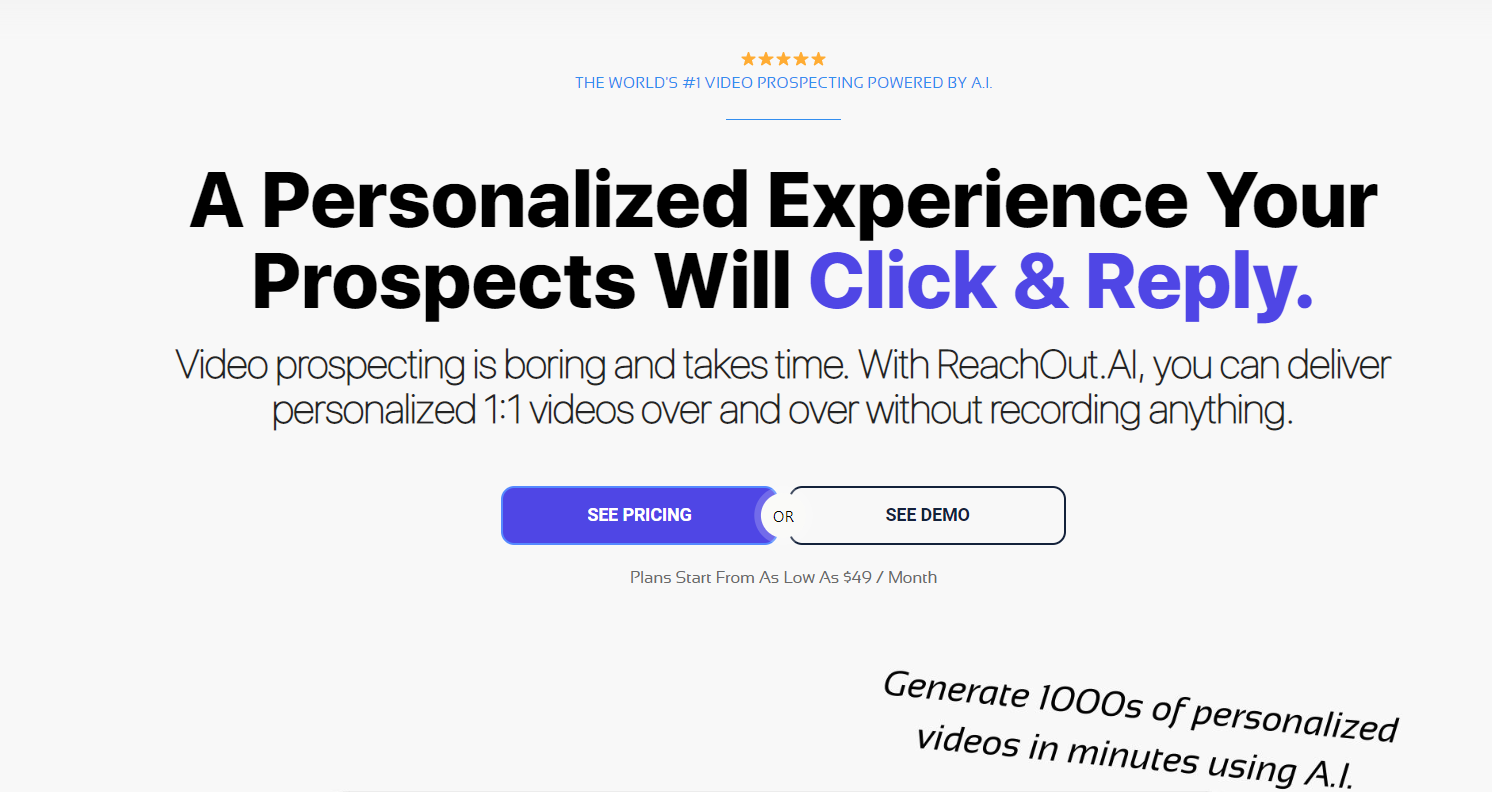 THE WORLD'S #1 VIDEO PROSPECTING POWERED BY A.I.
A Personalized Experience Your
Prospects Will Click & Reply.
Video prospecting is boring and takes time. With ReachOut.AI, you can deliver
personalized 1:1 videos over and over without recording anything.
SEE PRICING OR SEE DEMO
Plans Start From As Low As $49 / Month
Generate 1000s of personalized
videos in minutes using A.I.